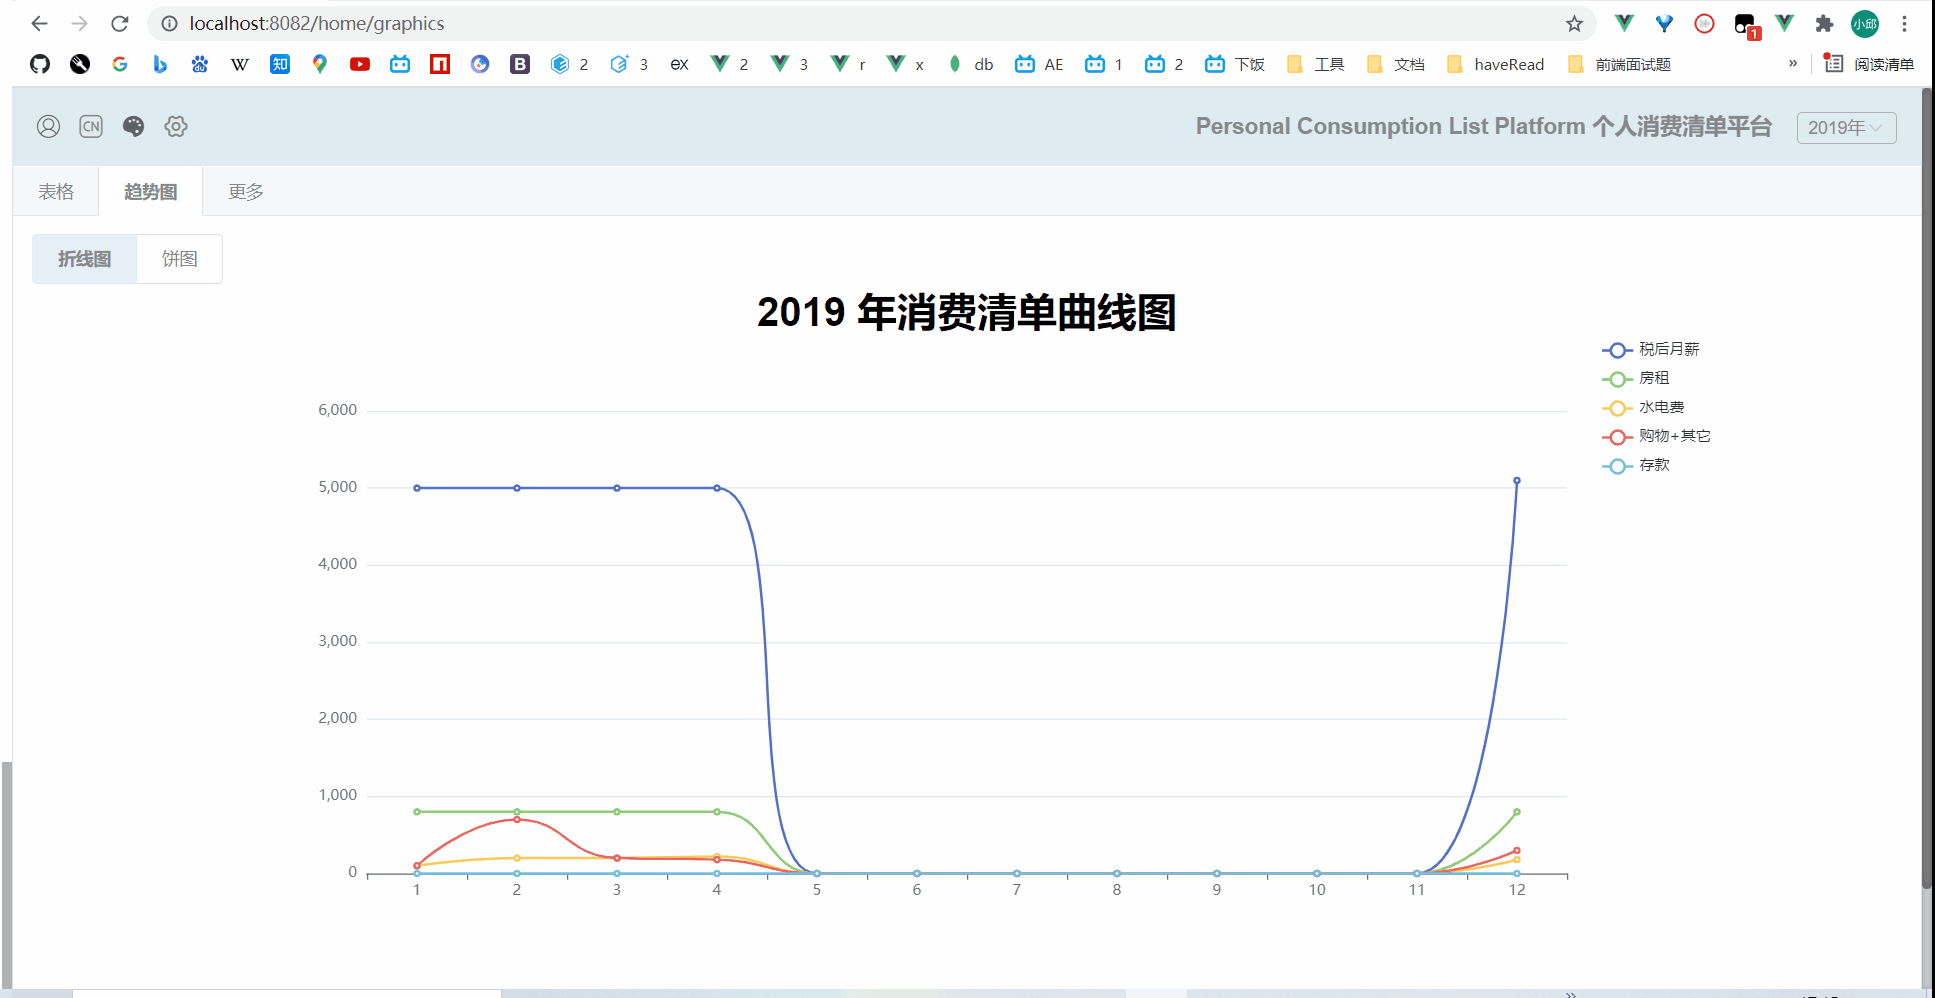 localhost:8082/home/graphics
1
小邱
知
B
2
3
ex
2
3
r
x
db
AE
1
2
下饭
工具
文档
haveRead
前端面试题
»
阅读清单
CN
Personal Consumption List Platform 个人消费清单平台
2019年
表格
趋势图
更多
折线图
饼图
2019 年消费清单曲线图
税后月薪
房租
水电费
购物+其它
存款
6,000
5,000
4,000
3,000
2,000
1,000
0
1 2 3 4 5 6 7 8 9 10 11 12